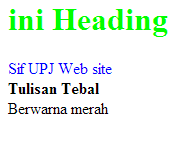 ini Heading
Sif UPJ Web site
Tulisan Tebal
Berwarna merah